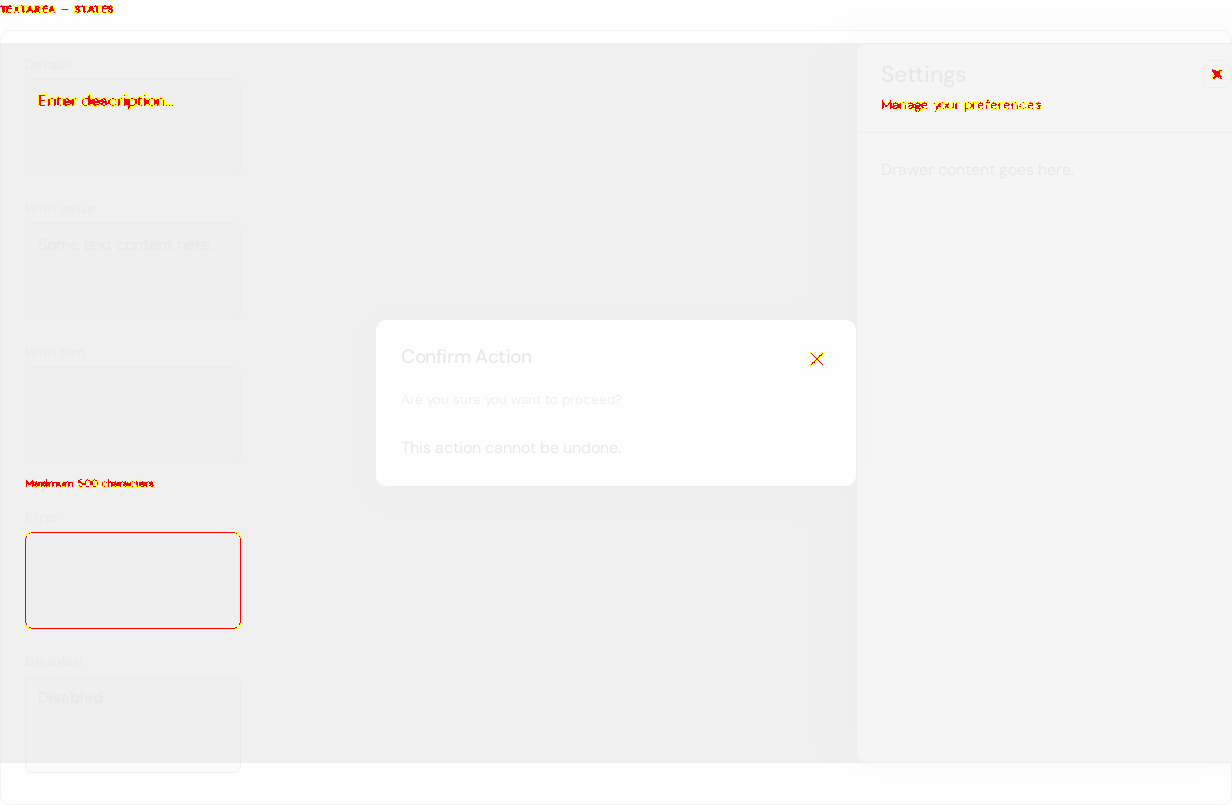 TEXTAREA — STATES
Default
Enter description...
With value
Some text content here.
With hint
Maximum 500 characters
Error
Disabled
Disabled
Confirm Action
Are you sure you want to proceed?
This action cannot be undone.
Settings
Manage your preferences
Drawer content goes here.